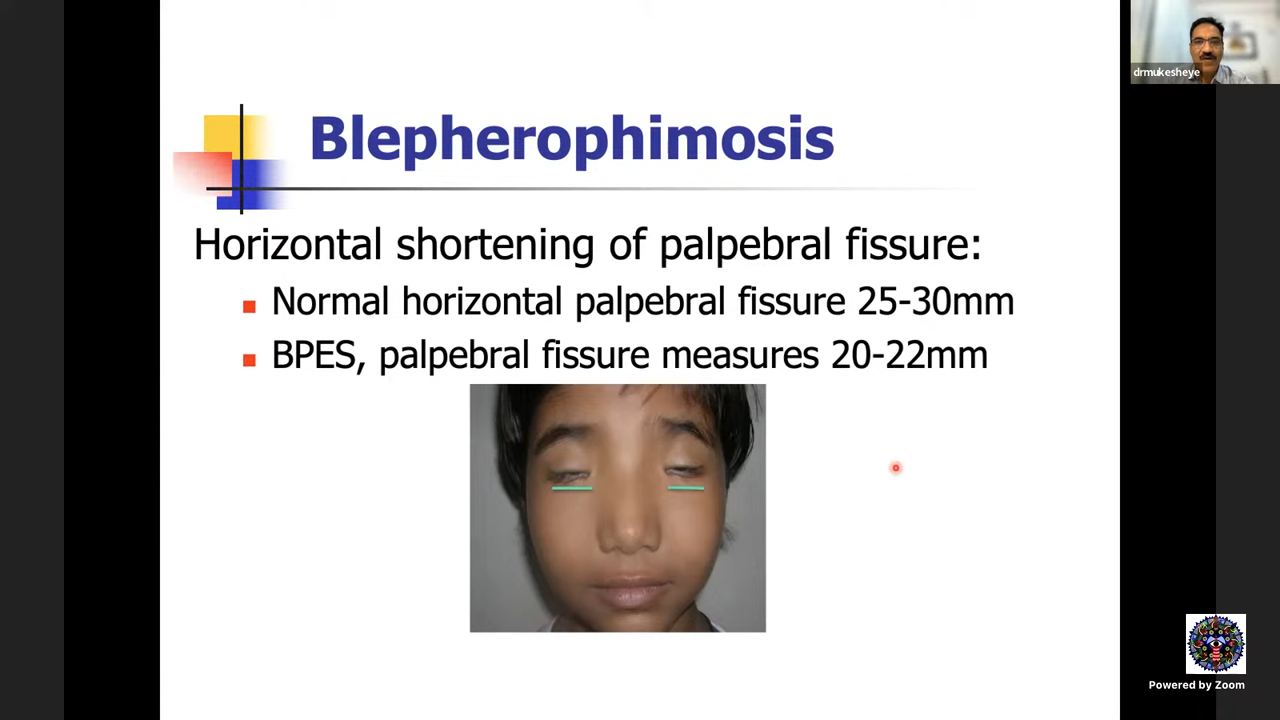 Blepherophimosis
Horizontal shortening of palpebral fissure:
Normal horizontal palpebral fissure 25-30mm
BPES, palpebral fissure measures 20-22mm
drmukesheye
Powered by Zoom